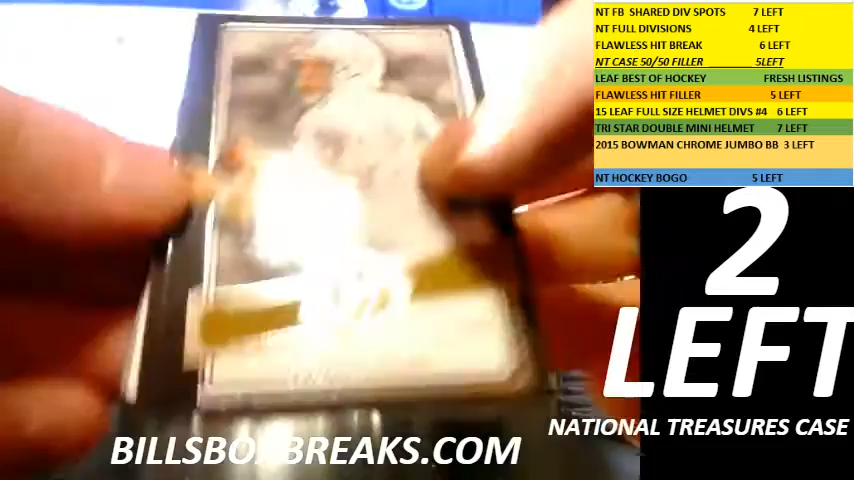 NT FB SHARED DIV SPOTS 7 LEFT
NT FULL DIVISIONS 4 LEFT
FLAWLESS HIT BREAK 6 LEFT
NT CASE 50/50 FILLER 5LEFT
LEAF BEST OF HOCKEY FRESH LISTINGS
FLAWLESS HIT FILLER 5 LEFT
15 LEAF FULL SIZE HELMET DIVS #4 6 LEFT
TRI STAR DOUBLE MINI HELMET 7 LEFT
2015 BOWMAN CHROME JUMBO BB 3 LEFT
NT HOCKEY BOGO 5 LEFT
2
LEFT
NATIONAL TREASURES CASE
BILLSBOXBREAKS.COM